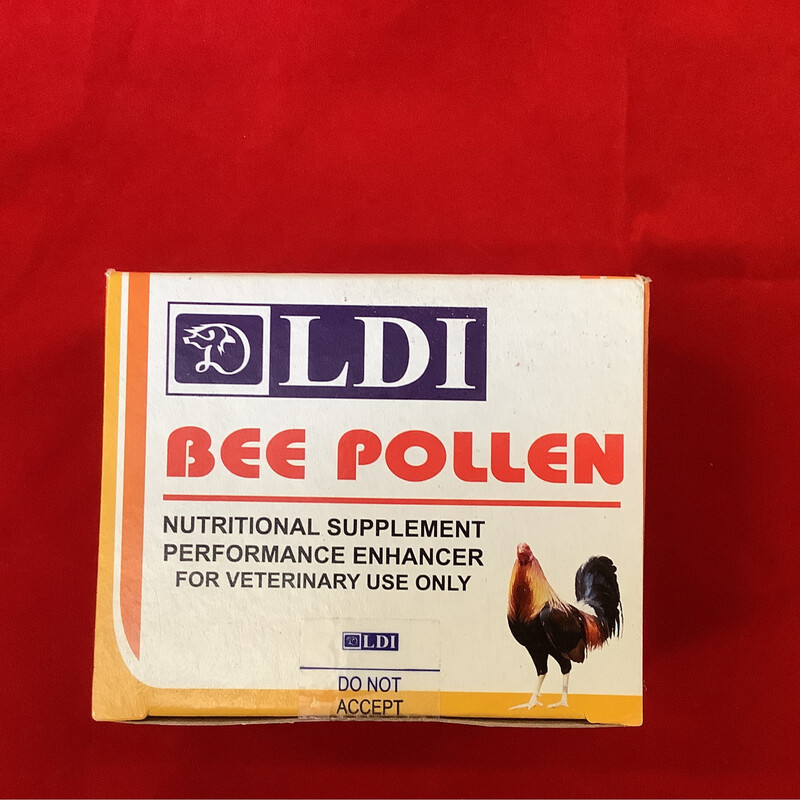 LDI
BEE POLLEN
NUTRITIONAL SUPPLEMENT
PERFORMANCE ENHANCER
FOR VETERINARY USE ONLY
LDI
DO NOT
ACCEPT